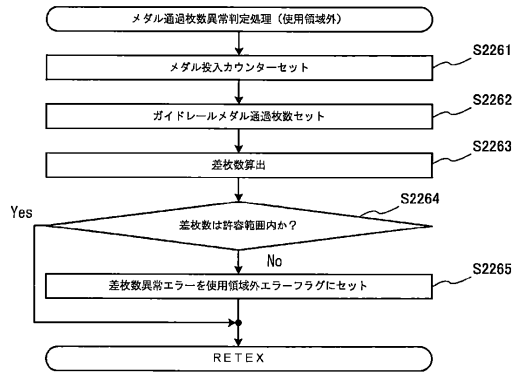 メダル通過枚数異常判定処理（使用領域外）
S2261
メダル投入カウンターセット
S2262
ガイドレールメダル通過枚数セット
S2263
差枚数算出
S2264
差枚数は許容範囲内か？
Yes
No
S2265
差枚数異常エラーを使用領域外エラーフラグにセット
RETEX